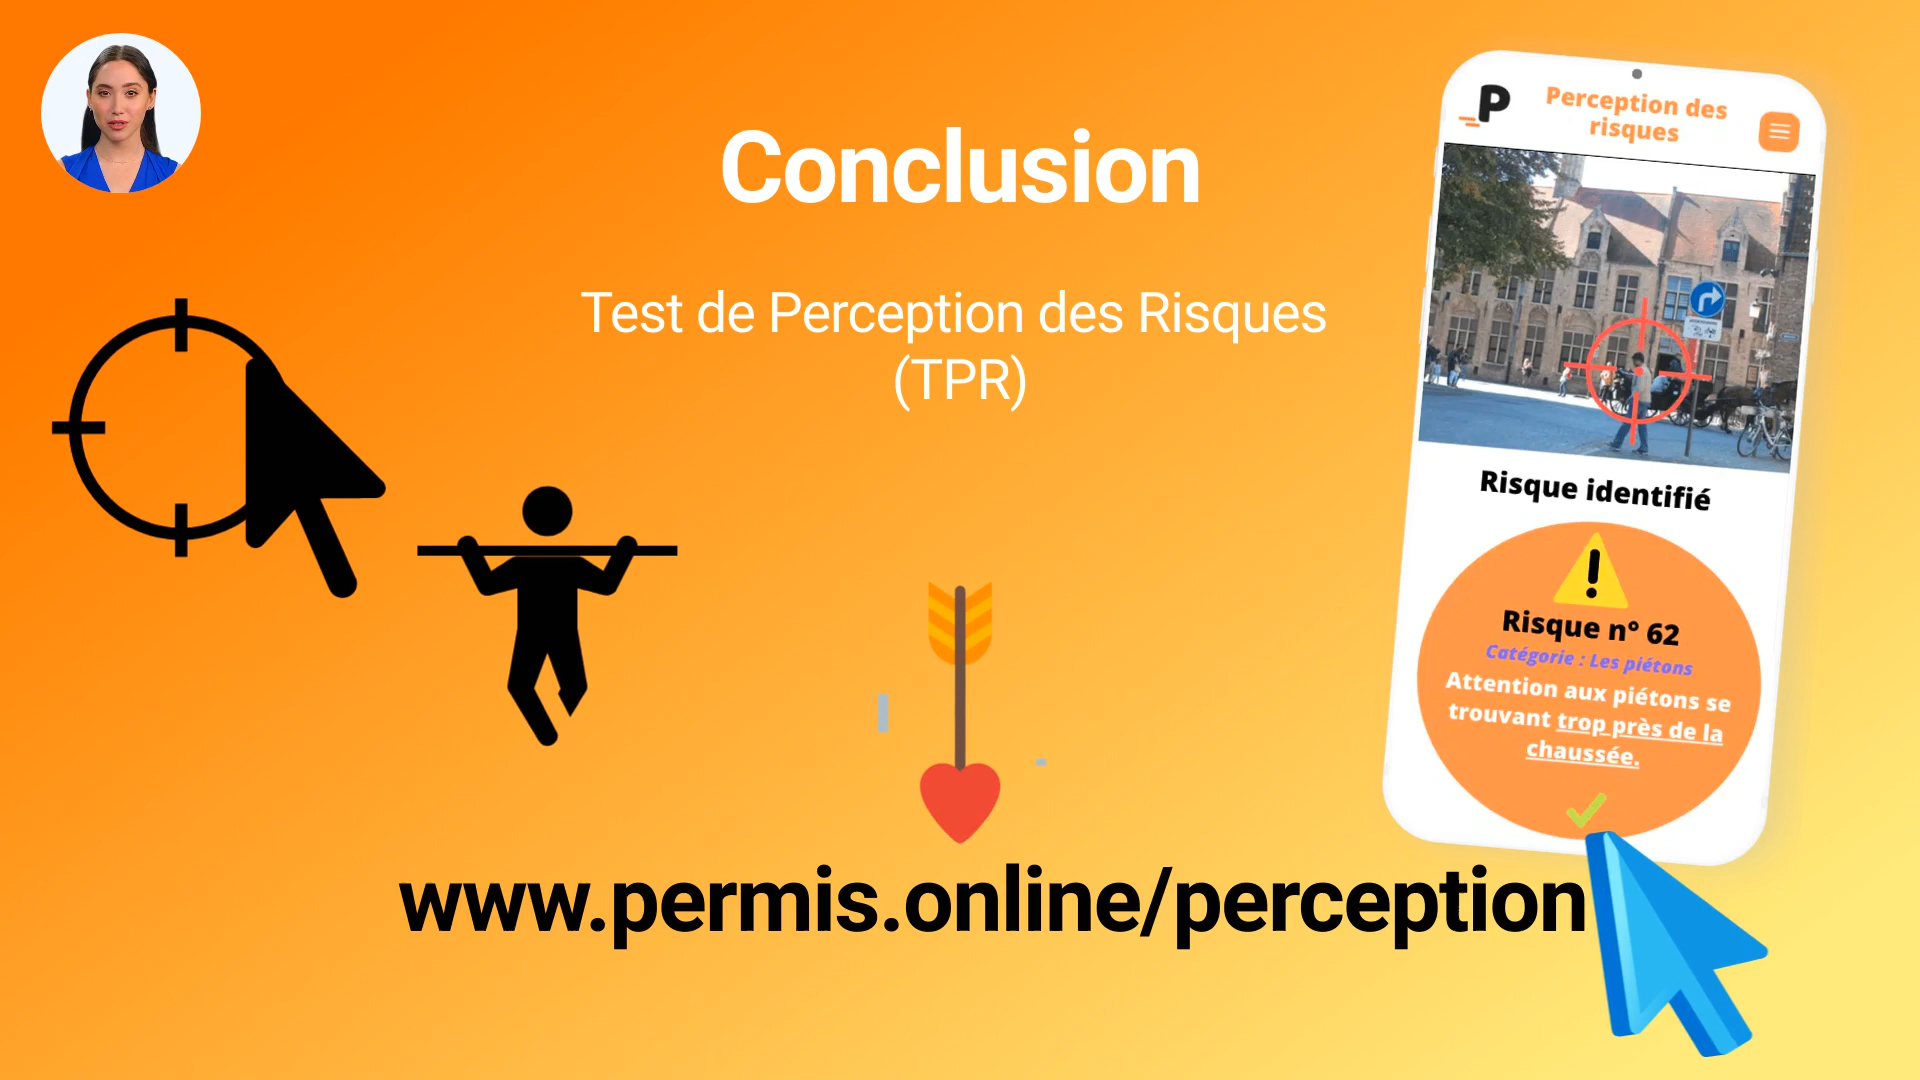 Conclusion
Test de Perception des Risques
(TPR)
P
Perception des
risques
Risque identifié
Risque n° 62
Catégorie : Les piétons
Attention aux piétons se
trouvant trop près de la
chaussée.
www.permis.online/perception